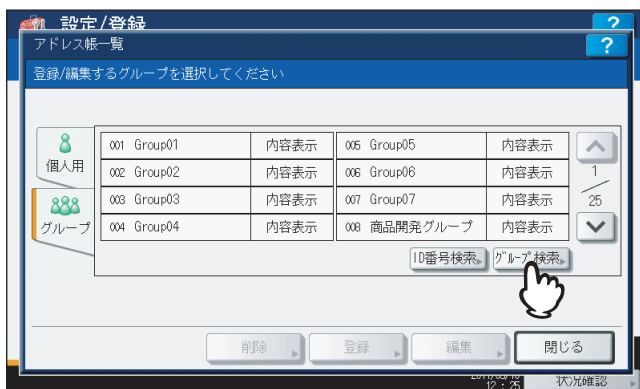 設定/登録
?
アドレス帳一覧
?
登録/編集するグループを選択してください
個人用
グループ
001 Group01 内容表示 005 Group05 内容表示
002 Group02 内容表示 006 Group06 内容表示
003 Group03 内容表示 007 Group07 内容表示
004 Group04 内容表示 008 商品開発グループ 内容表示
1
25
ID番号検索
グループ検索
削除 登録 編集 閉じる
12:25 状況確認